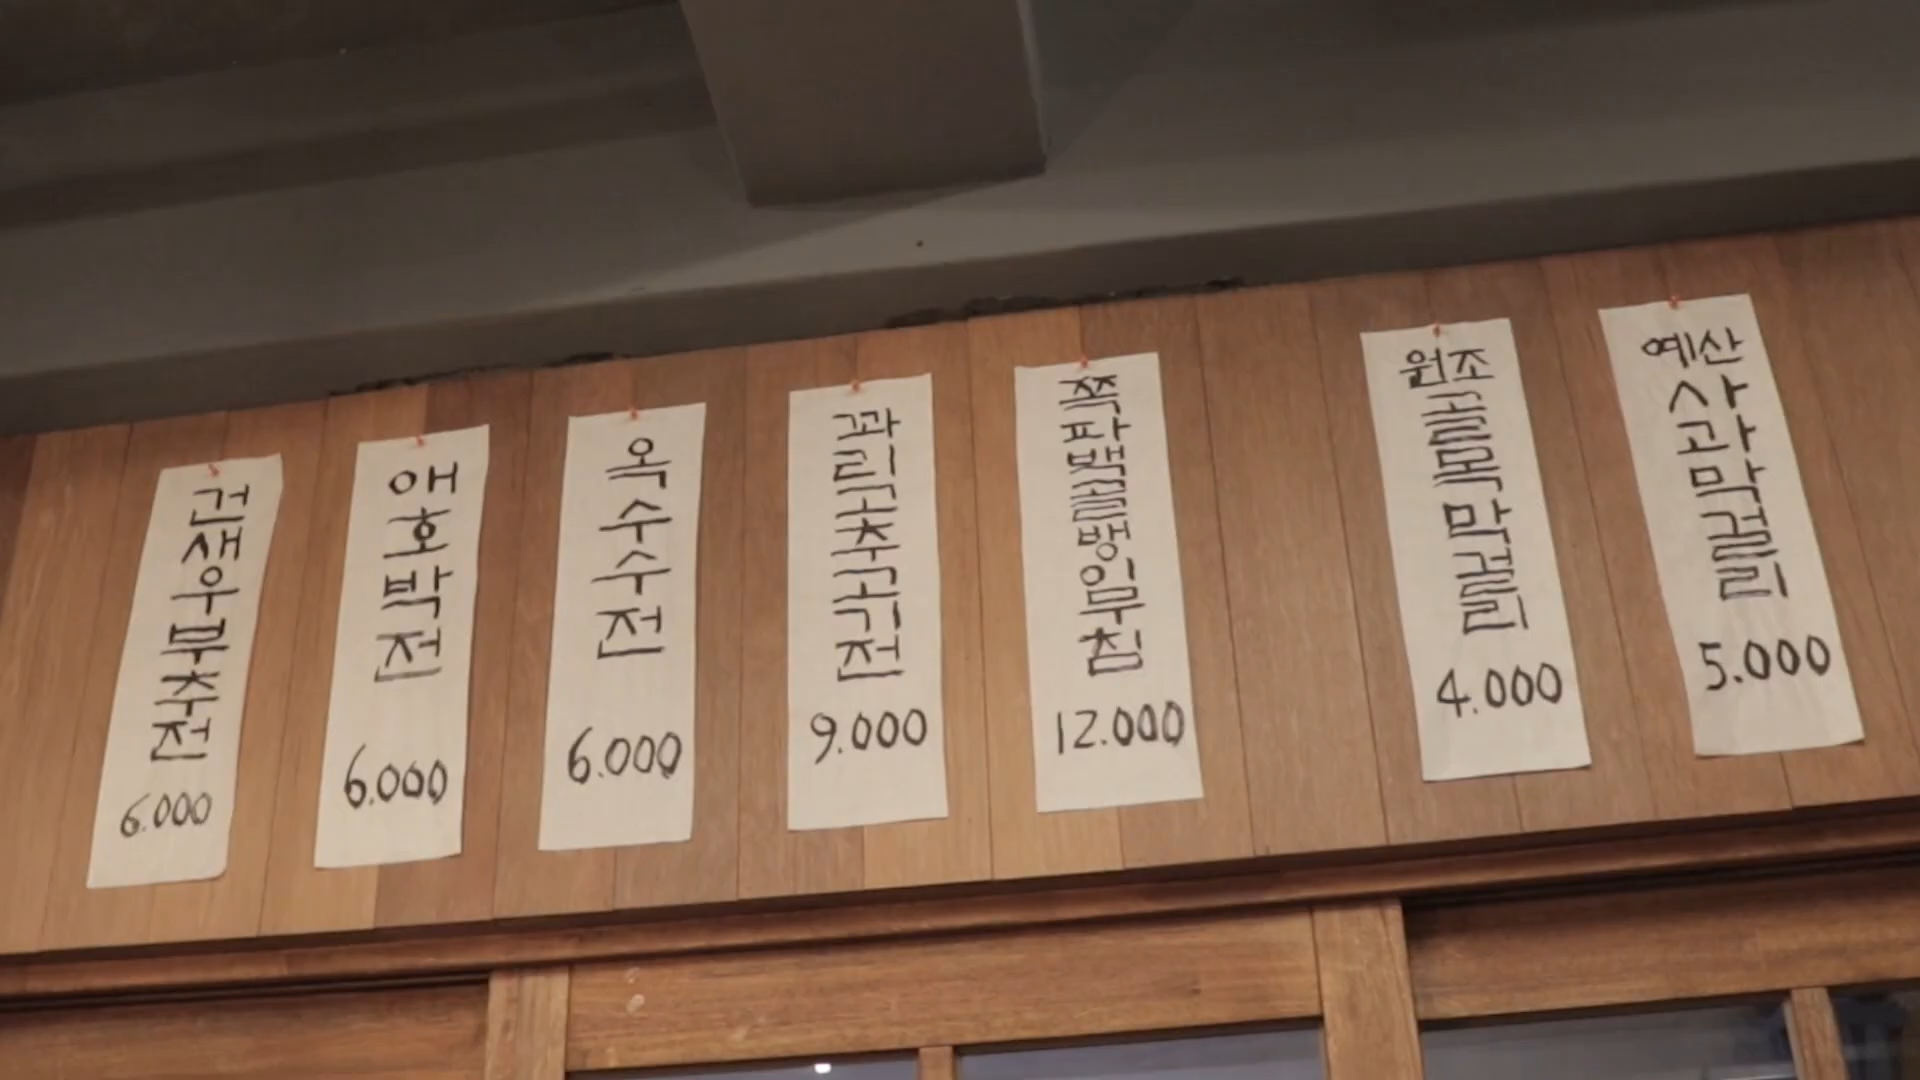 건새우부추전
6.000
애호박전
6.000
옥수수전
6.000
꽈리고추고기전
9.000
쪽파백골뱅이무침
12.000
원조
골목막걸리
4.000
예산
사과막걸리
5.000